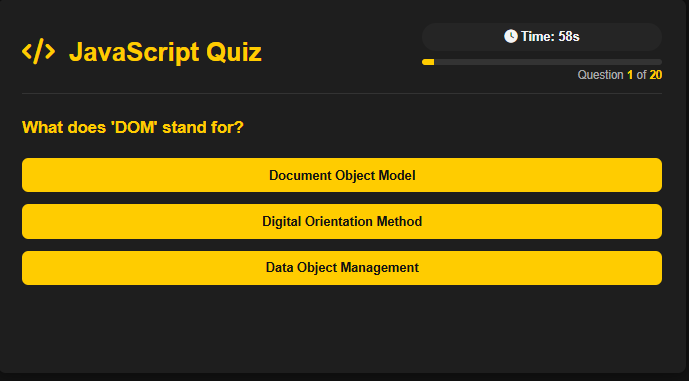 </> JavaScript Quiz
Time: 58s
Question 1 of 20
What does 'DOM' stand for?
Document Object Model
Digital Orientation Method
Data Object Management